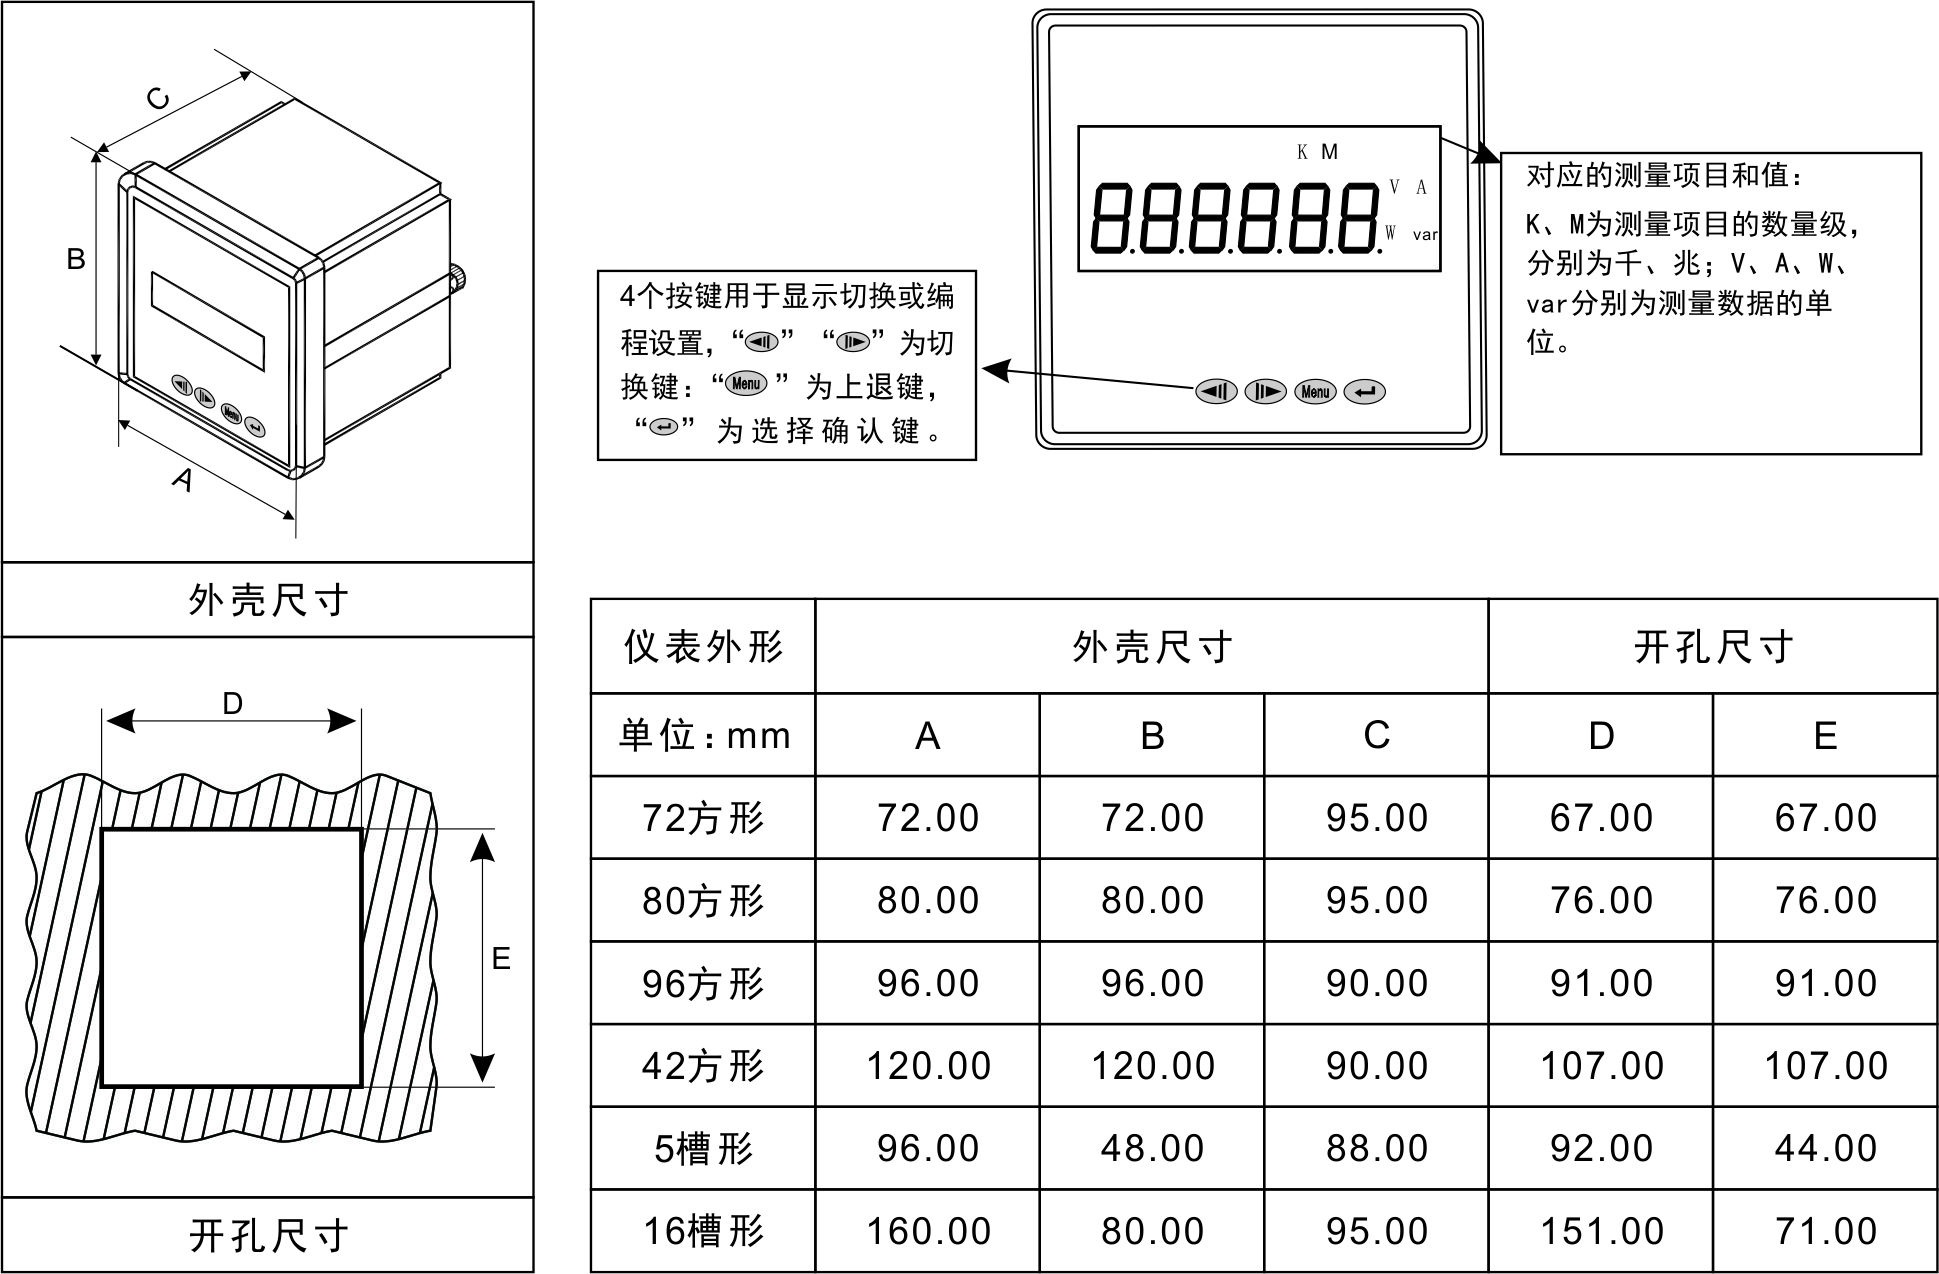 C
B
A
外壳尺寸
D
E
开孔尺寸
4个按键用于显示切换或编
程设置，“ ” “ ”为切
换键：“Menu”为上退键，
“ ”为选择确认键。
K M
888888
V A
W var
Menu
对应的测量项目和值：
K、M为测量项目的数量级，
分别为千、兆；V、A、W、
var分别为测量数据的单
位。
仪表外形 外壳尺寸 开孔尺寸
单位：mm A B C D E
72方形 72.00 72.00 95.00 67.00 67.00
80方形 80.00 80.00 95.00 76.00 76.00
96方形 96.00 96.00 90.00 91.00 91.00
42方形 120.00 120.00 90.00 107.00 107.00
5槽形 96.00 48.00 88.00 92.00 44.00
16槽形 160.00 80.00 95.00 151.00 71.00